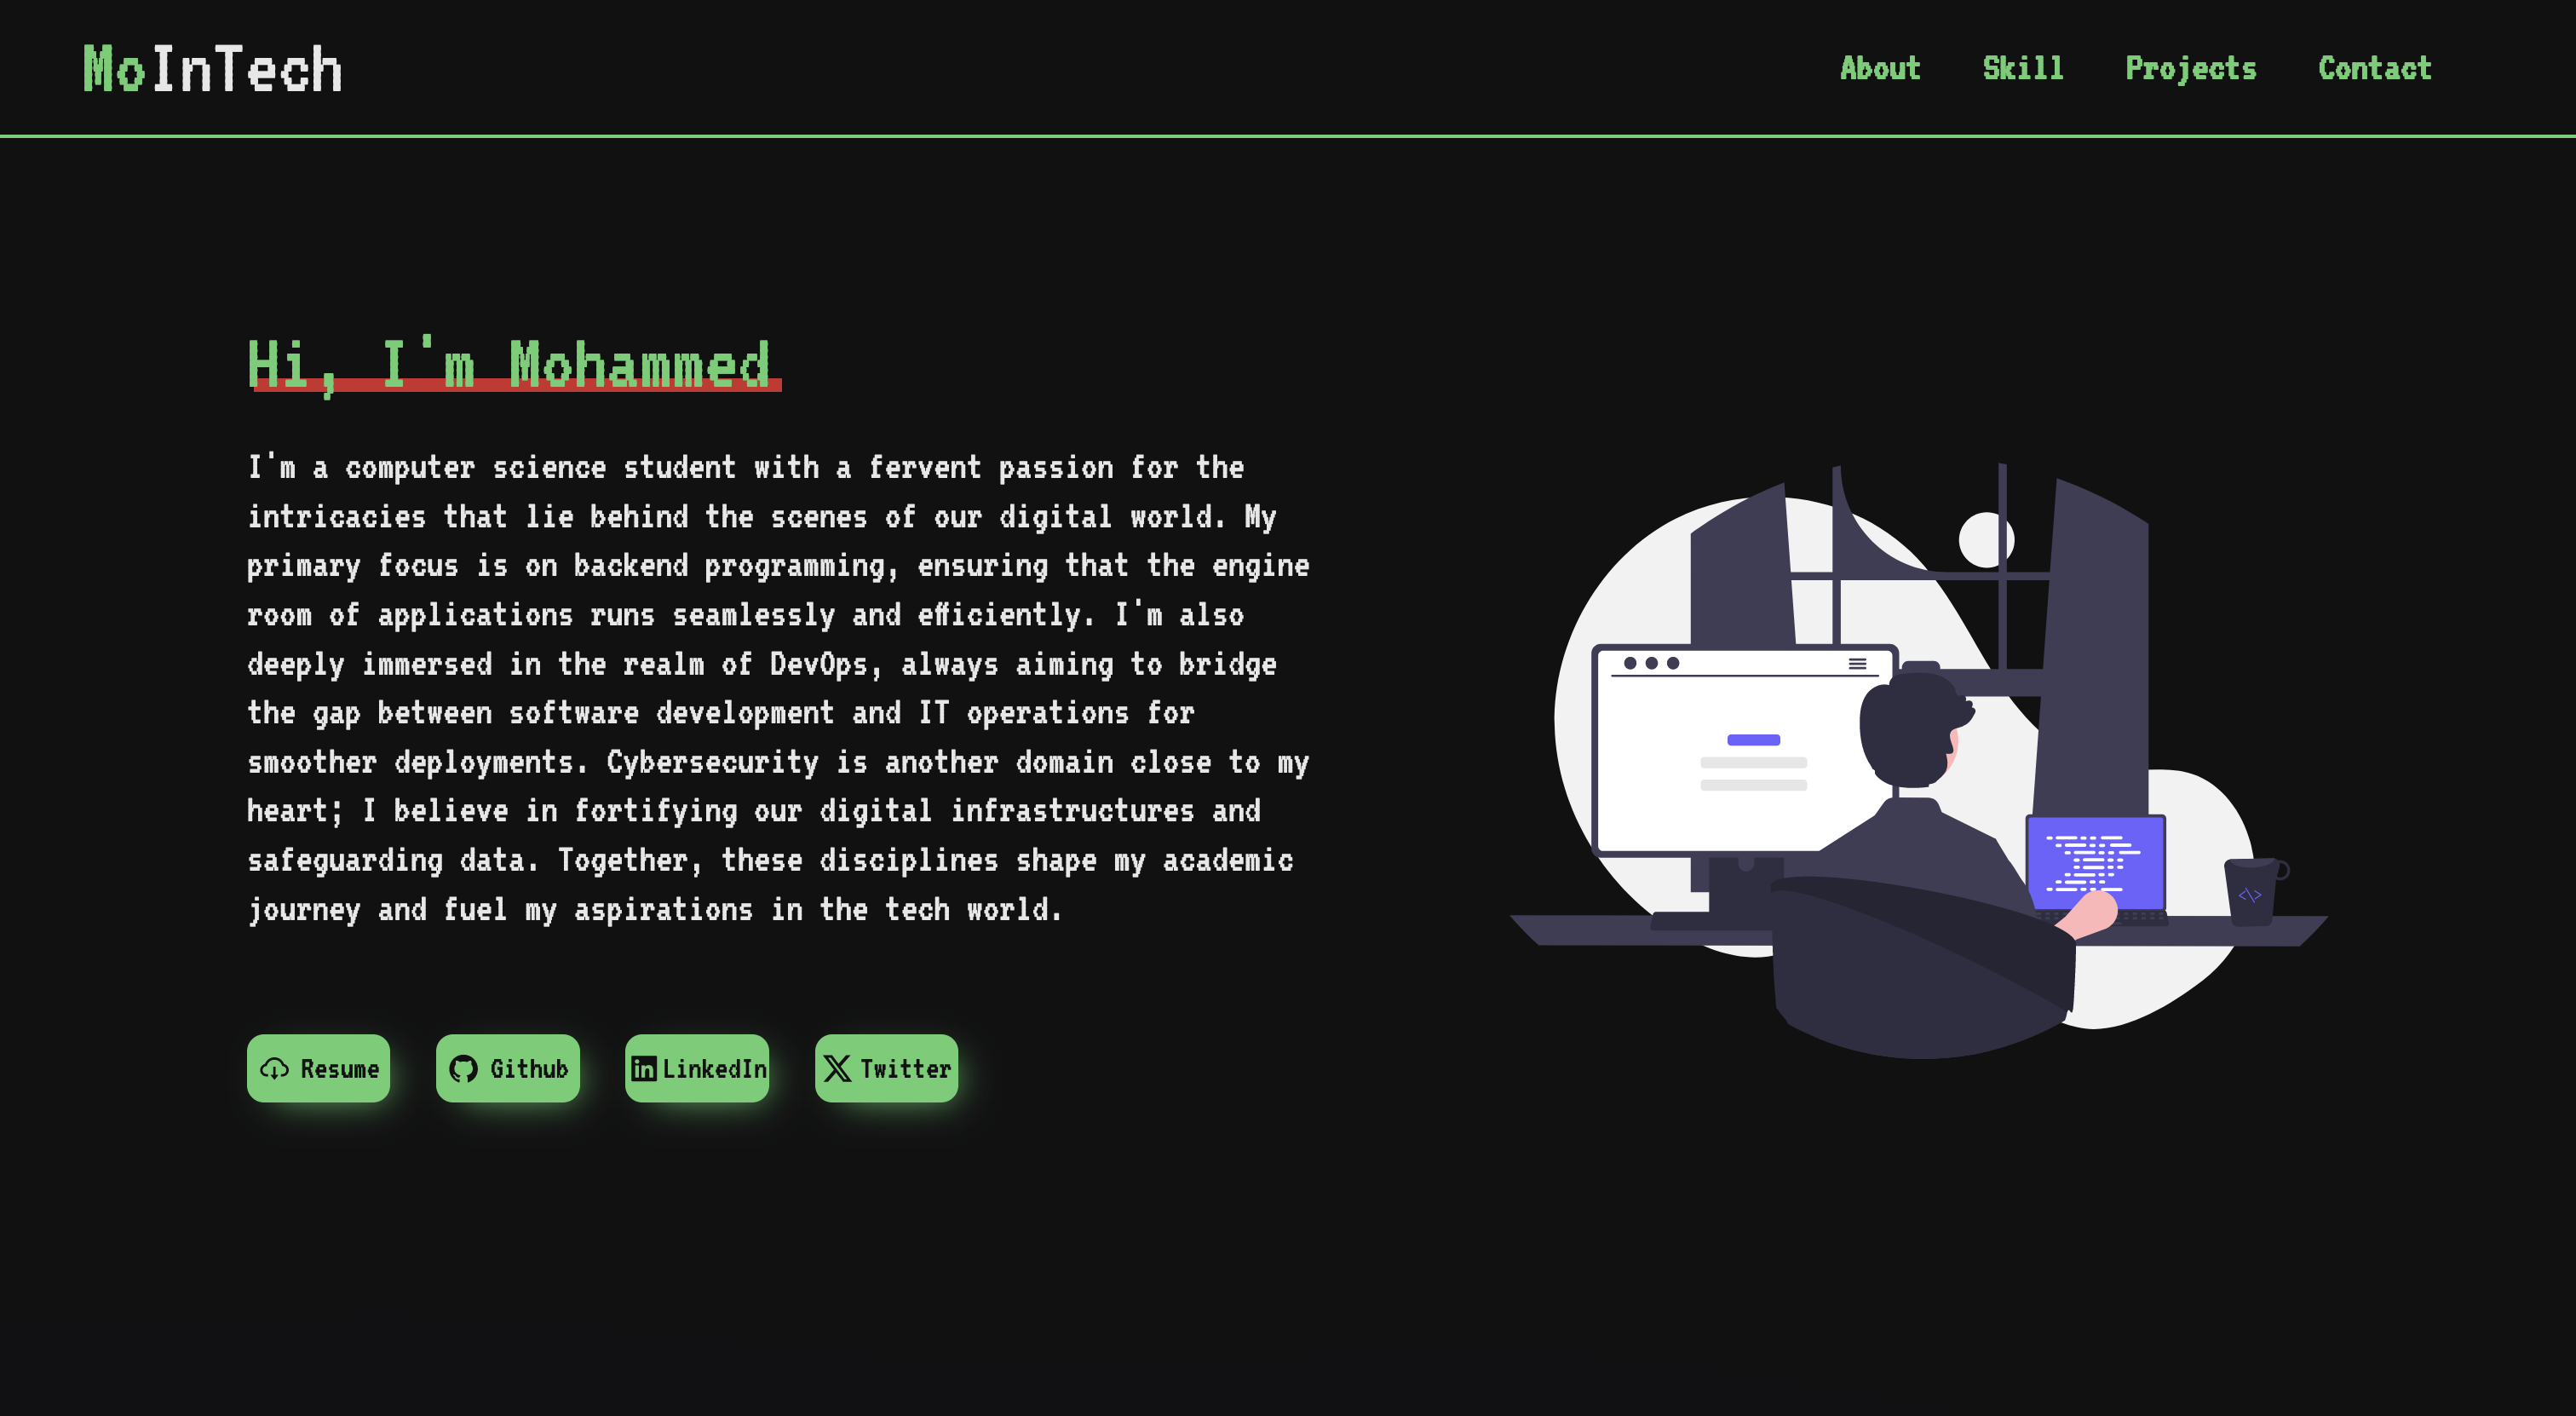 MoInTech
About Skill Projects Contact
Hi, I'm Mohammed
I'm a computer science student with a fervent passion for the
intricacies that lie behind the scenes of our digital world. My
primary focus is on backend programming, ensuring that the engine
room of applications runs seamlessly and efficiently. I'm also
deeply immersed in the realm of DevOps, always aiming to bridge
the gap between software development and IT operations for
smoother deployments. Cybersecurity is another domain close to my
heart; I believe in fortifying our digital infrastructures and
safeguarding data. Together, these disciplines shape my academic
journey and fuel my aspirations in the tech world.
</>
Resume Github LinkedIn Twitter